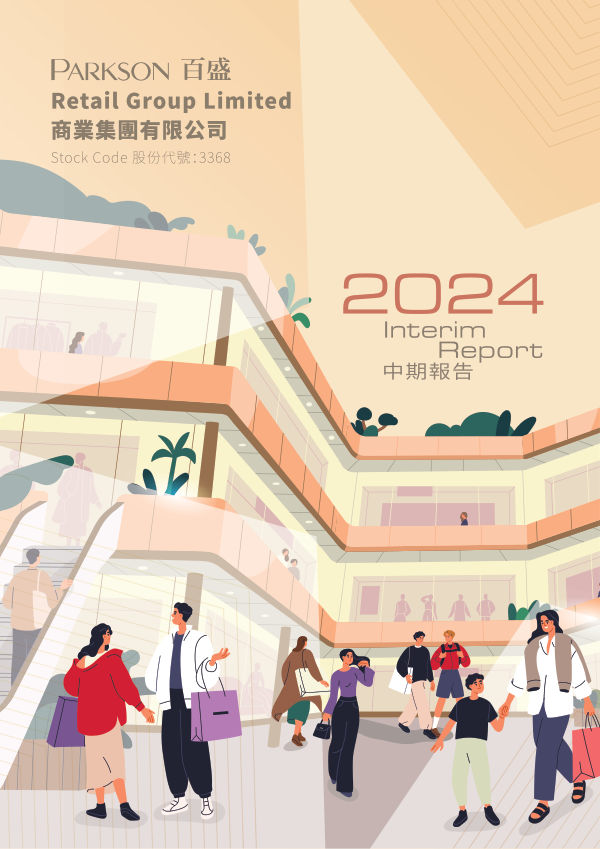 PARKSON 百盛
Retail Group Limited
商業集團有限公司
Stock Code 股份代號:3368
2024
Interim
Report
中期報告